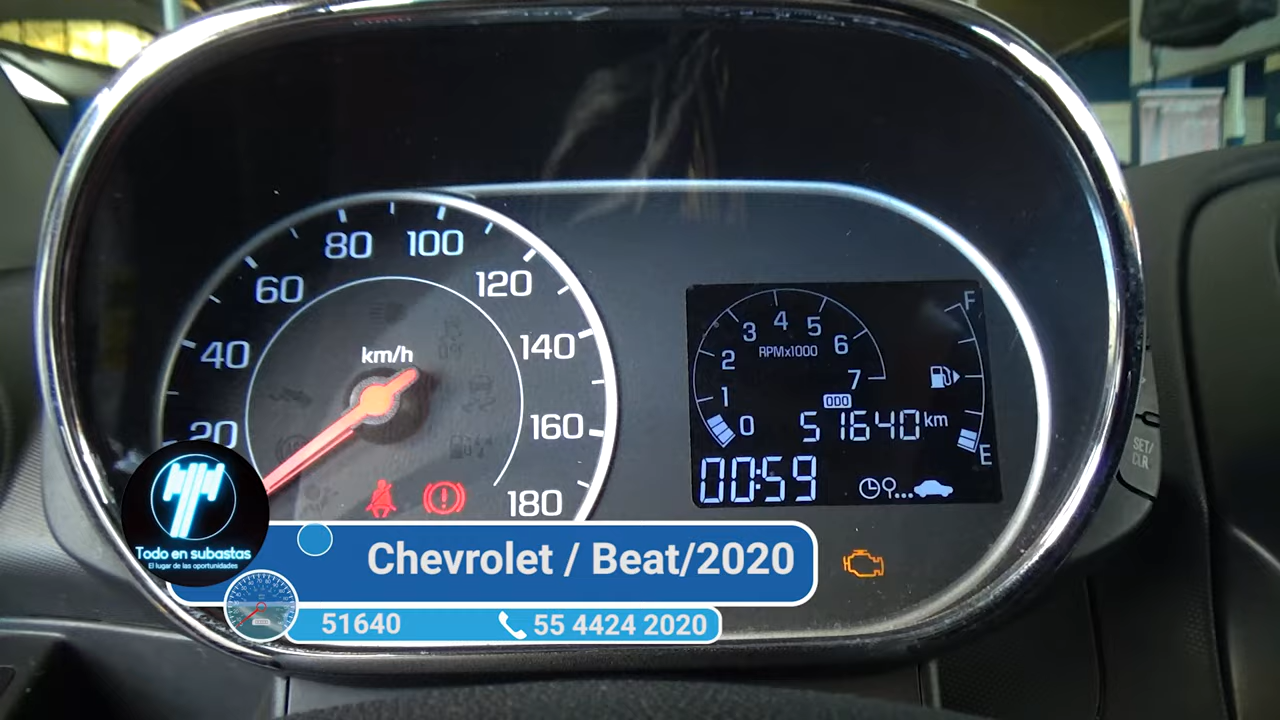 80 100
60 120
km/h
40 140
20 160
180
F
3 4 5
2 RPMx1000 6
1 7
0 000
51640 km
E
00:59
SET/
CLR
Todo en subastas
El lugar de las oportunidades
Chevrolet / Beat/2020
51640 55 4424 2020